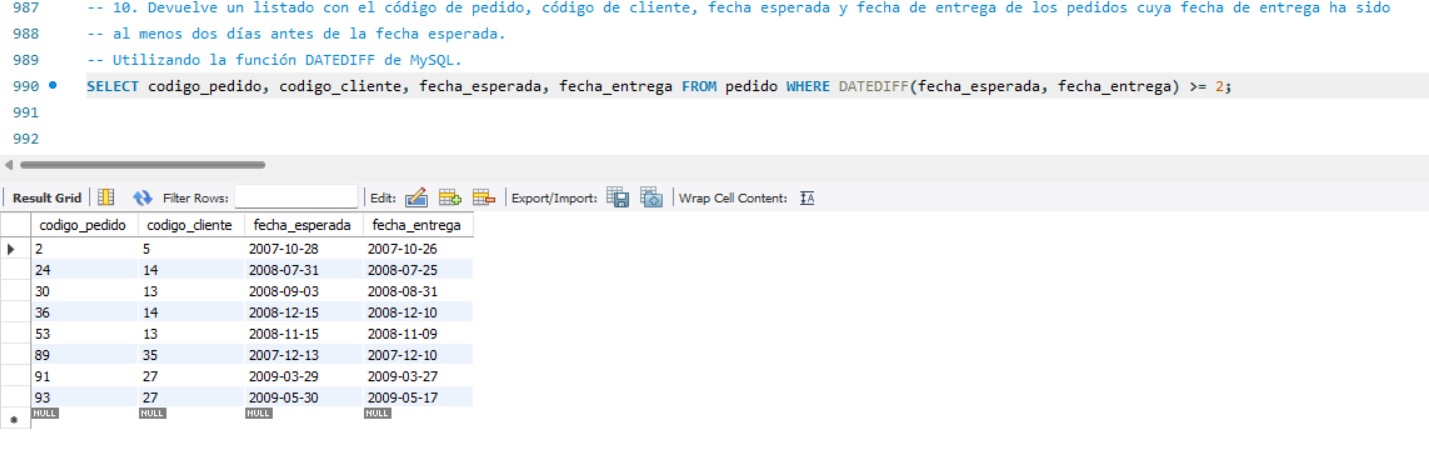 987 -- 10. Devuelve un listado con el código de pedido, código de cliente, fecha esperada y fecha de entrega de los pedidos cuya fecha de entrega ha sido
988 -- al menos dos días antes de la fecha esperada.
989 -- Utilizando la función DATEDIFF de MySQL.
990 SELECT codigo_pedido, codigo_cliente, fecha_esperada, fecha_entrega FROM pedido WHERE DATEDIFF(fecha_esperada, fecha_entrega) >= 2;
991
992
Result Grid Filter Rows: Edit: Export/Import: Wrap Cell Content: IA
codigo_pedido codigo_cliente fecha_esperada fecha_entrega
2 5 2007-10-28 2007-10-26
24 14 2008-07-31 2008-07-25
30 13 2008-09-03 2008-08-31
36 14 2008-12-15 2008-12-10
53 13 2008-11-15 2008-11-09
89 35 2007-12-13 2007-12-10
91 27 2009-03-29 2009-03-27
93 27 2009-05-30 2009-05-17
NULL NULL NULL NULL